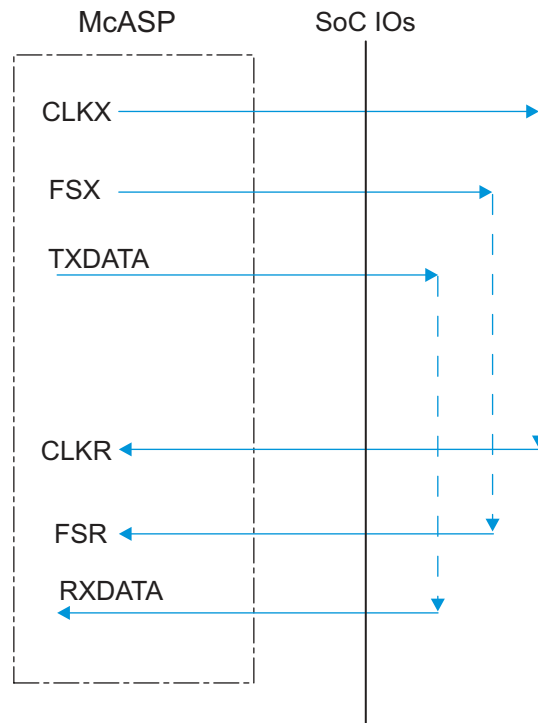 McASP
SoC IOs
CLKX
FSX
TXDATA
CLKR
FSR
RXDATA